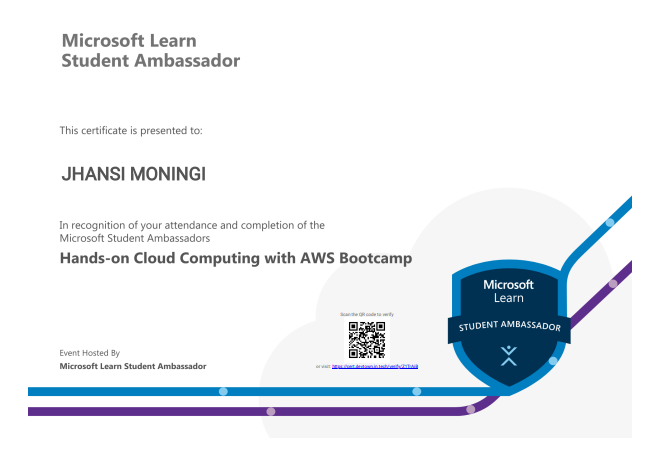 Microsoft Learn
Student Ambassador
This certificate is presented to:
JHANSI MONINGI
In recognition of your attendance and completion of the
Microsoft Student Ambassadors
Hands-on Cloud Computing with AWS Bootcamp
Microsoft
Learn
STUDENT AMBASSADOR
Scan the QR code to verify
or visit:
Event Hosted By
Microsoft Learn Student Ambassador